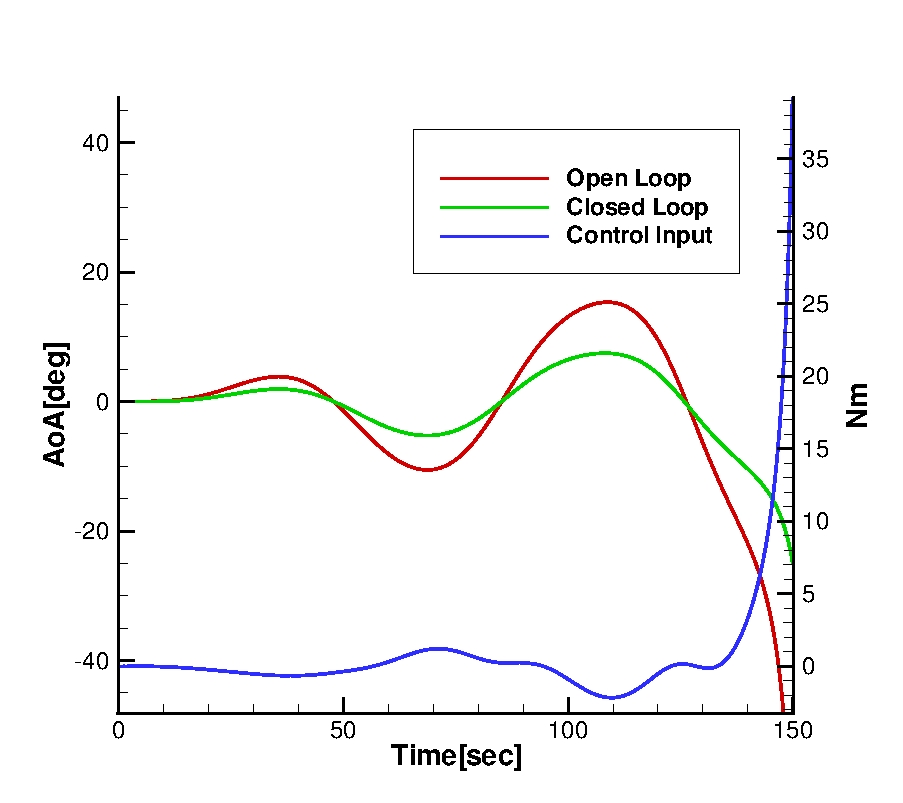 Open Loop
Closed Loop
Control Input
40
20
0
-20
-40
AoA[deg]
35
30
25
20
15
10
5
0
Nm
0 50 100 150
Time[sec]